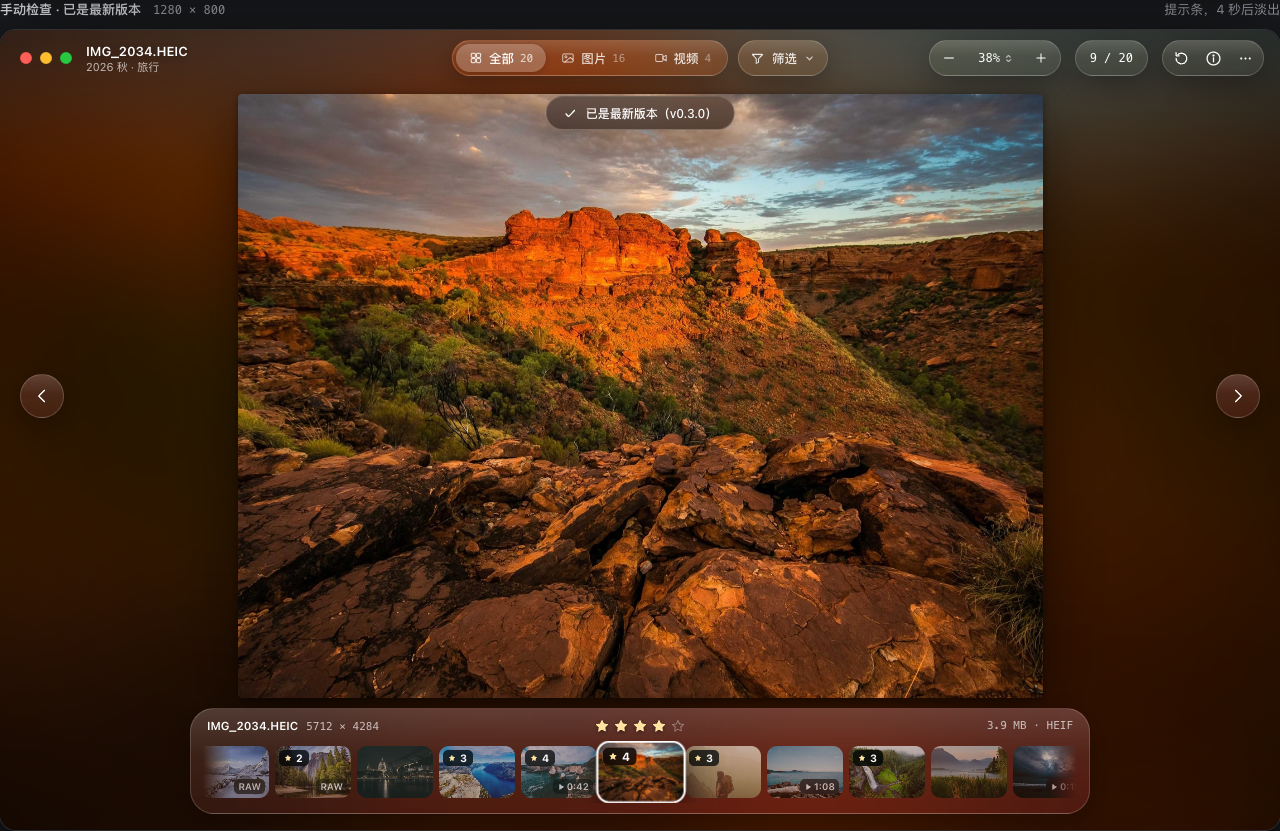 手动检查 · 已是最新版本 1280 × 800
提示条，4 秒后淡出
IMG_2034.HEIC
2026 秋 · 旅行
全部 20
图片 16
视频 4
筛选
38%
9 / 20
已是最新版本（v0.3.0）
IMG_2034.HEIC 5712 × 4284
3.9 MB · HEIF
RAW
2
RAW
3
4
0:42
4
3
1:08
3